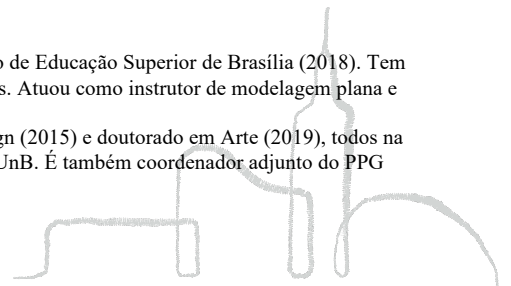 o de Educação Superior de Brasília (2018). Tem
s. Atuou como instrutor de modelagem plana e
gn (2015) e doutorado em Arte (2019), todos na
UnB. É também coordenador adjunto do PPG